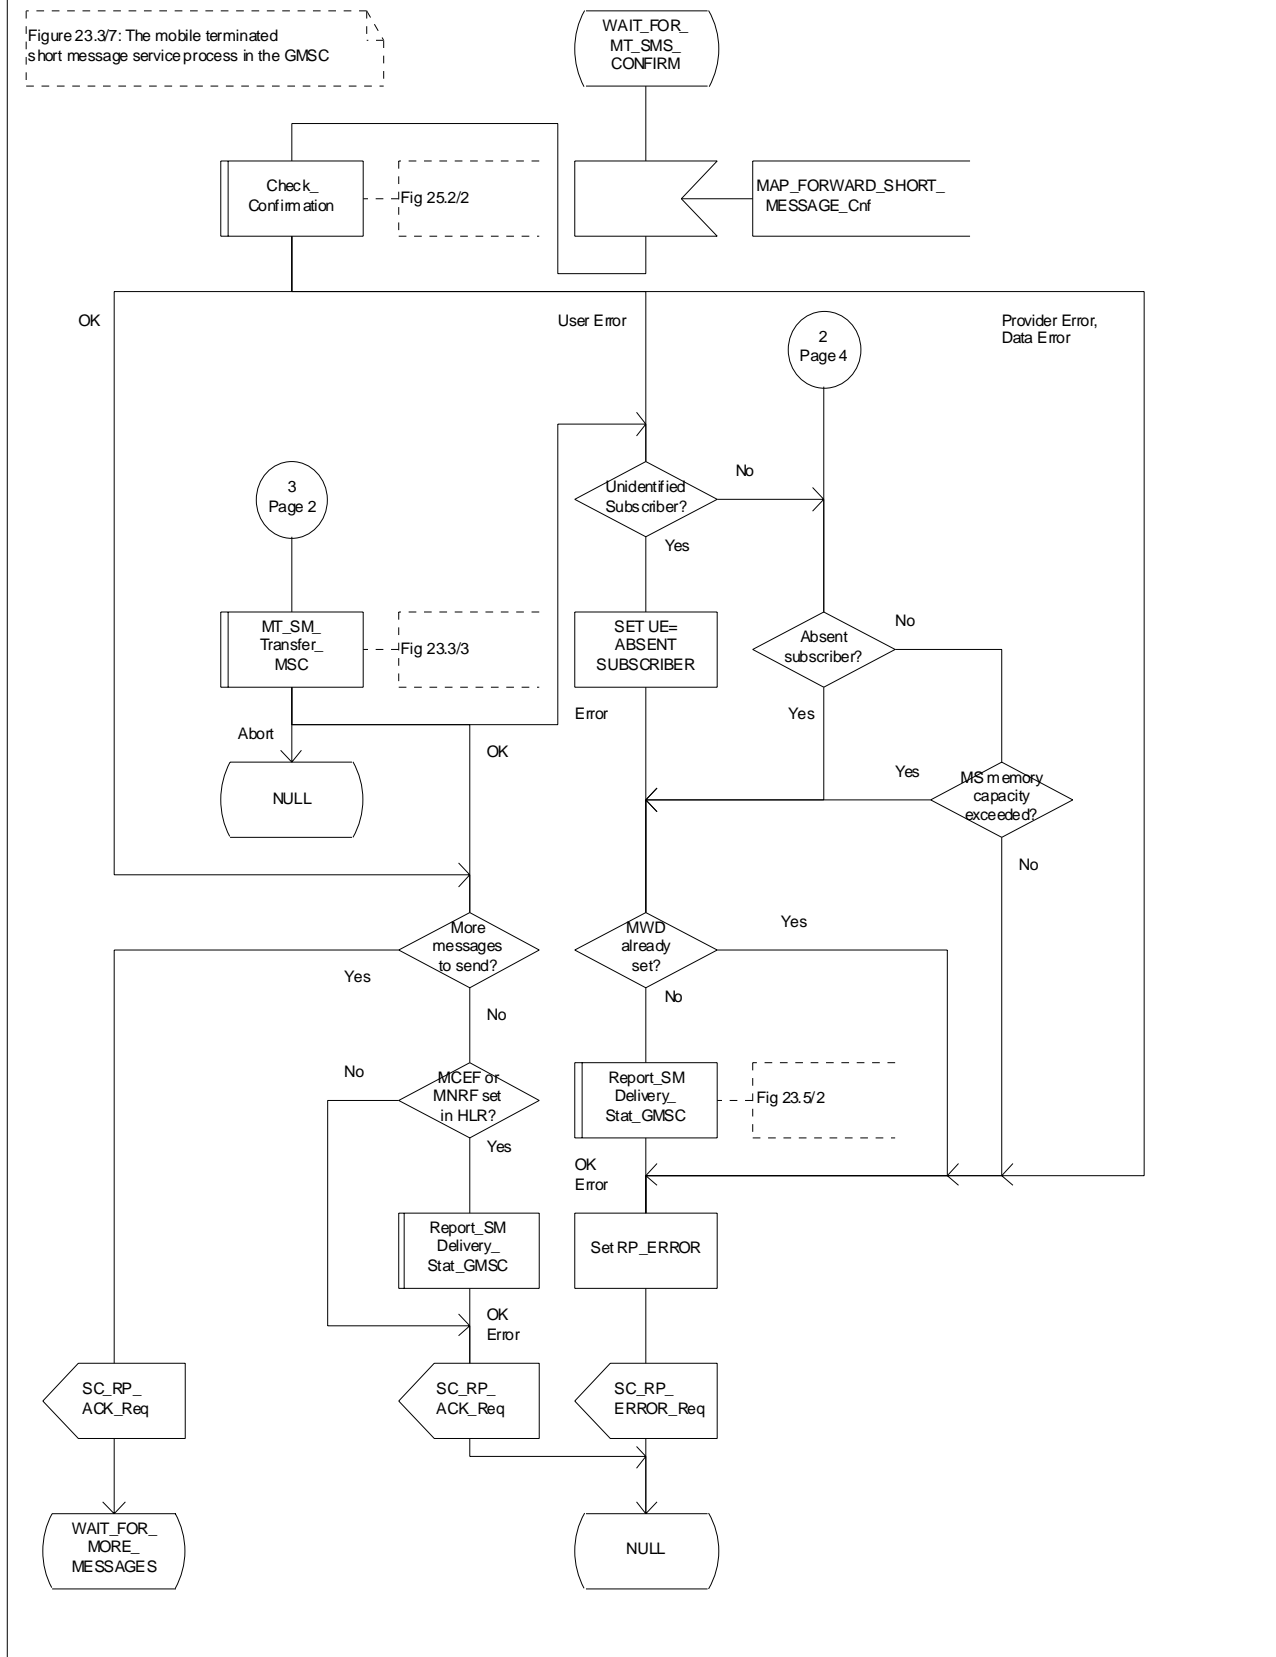 Figure 23.3/7: The mobile terminated
short message service process in the GMSC
WAIT_FOR_
MT_SMS_
CONFIRM
Check_
Confirmation
Fig 25.2/2
MAP_FORWARD_SHORT_
MESSAGE_Cnf
OK
User Error
2
Page 4
Provider Error,
Data Error
3
Page 2
Unidentified
Subscriber?
No
Yes
MT_SM_
Transfer_
MSC
Fig 23.3/3
SET UE=
ABSENT
SUBSCRIBER
Absent
subscriber?
No
Error
Yes
Abort
OK
NULL
Yes
MS memory
capacity
exceeded?
No
More
messages
to send?
Yes
No
MWD
already
set?
Yes
No
No
MCEF or
MNRF set
in HLR?
Yes
Report_SM
Delivery_
Stat_GMSC
Fig 23.5/2
OK
Error
Report_SM
Delivery_
Stat_GMSC
Set RP_ERROR
OK
Error
SC_RP_
ACK_Req
SC_RP_
ACK_Req
SC_RP_
ERROR_Req
WAIT_FOR_
MORE_
MESSAGES
NULL